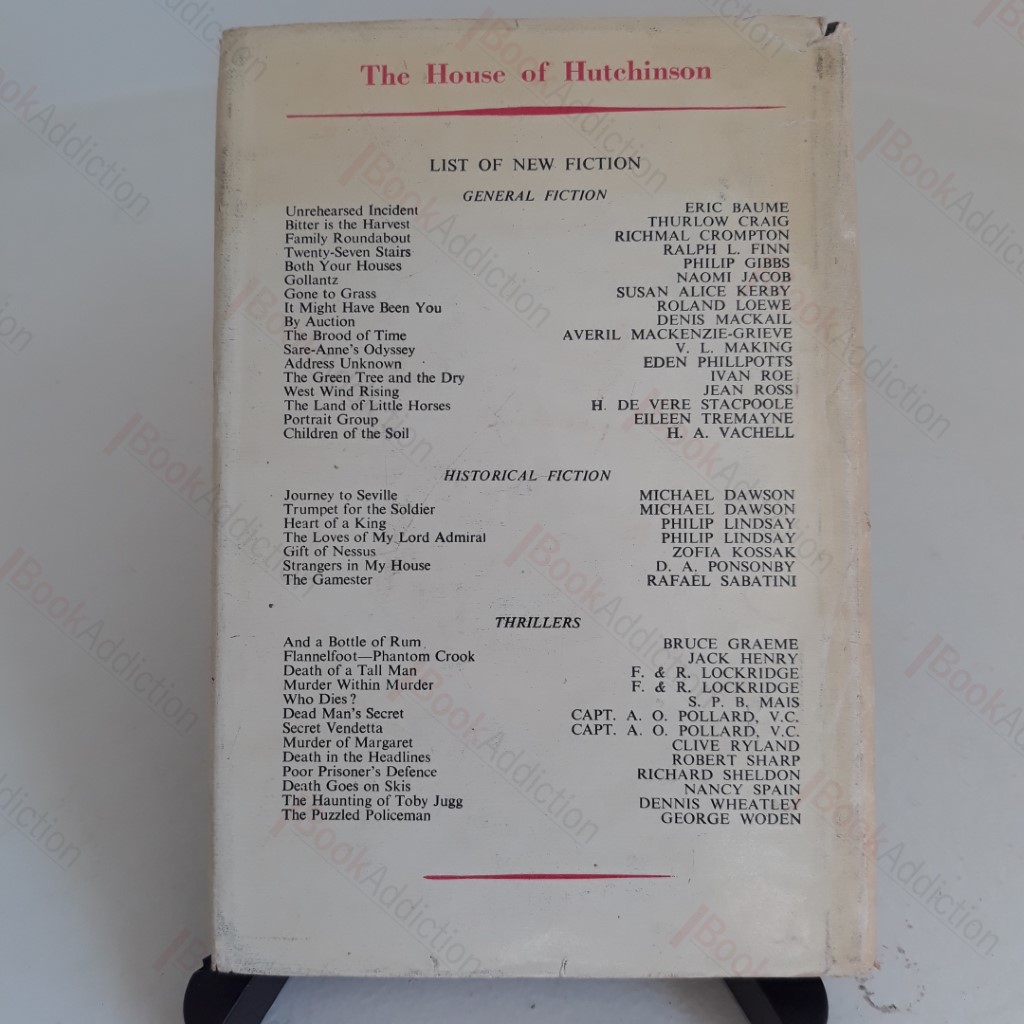 The House of Hutchinson
LIST OF NEW FICTION
GENERAL FICTION
Unrehearsed Incident ERIC BAUME
Bitter is the Harvest THURLOW CRAIG
Family Roundabout RICHMAL CROMPTON
Twenty-Seven Stairs RALPH L. FINN
Both Your Houses PHILIP GIBBS
Gollantz NAOMI JACOB
Gone to Grass SUSAN ALICE KERBY
It Might Have Been You ROLAND LOEWE
By Auction DENIS MACKAIL
The Brood of Time AVERIL MACKENZIE-GRIEVE
Sare-Anne's Odyssey V. L. MAKING
Address Unknown EDEN PHILLPOTTS
The Green Tree and the Dry IVAN ROE
West Wind Rising JEAN ROSS
The Land of Little Horses H. DE VERE STACPOOLE
Portrait Group EILEEN TREMAYNE
Children of the Soil H. A. VACHELL
HISTORICAL FICTION
Journey to Seville MICHAEL DAWSON
Trumpet for the Soldier MICHAEL DAWSON
Heart of a King PHILIP LINDSAY
The Loves of My Lord Admiral PHILIP LINDSAY
Gift of Nessus ZOFIA KOSSAK
Strangers in My House D. A. PONSONBY
The Gamester RAFAEL SABATINI
THRILLERS
And a Bottle of Rum BRUCE GRAEME
Flannelfoot—Phantom Crook JACK HENRY
Death of a Tall Man F. & R. LOCKRIDGE
Murder Within Murder F. & R. LOCKRIDGE
Who Dies? S. P. B. MAIS
Dead Man's Secret CAPT. A. O. POLLARD, V.C.
Secret Vendetta CAPT. A. O. POLLARD, V.C.
Murder of Margaret CLIVE RYLAND
Death in the Headlines ROBERT SHARP
Poor Prisoner's Defence RICHARD SHELDON
Death Goes on Skis NANCY SPAIN
The Haunting of Toby Jugg DENNIS WHEATLEY
The Puzzled Policeman GEORGE WODEN
BookAddiction